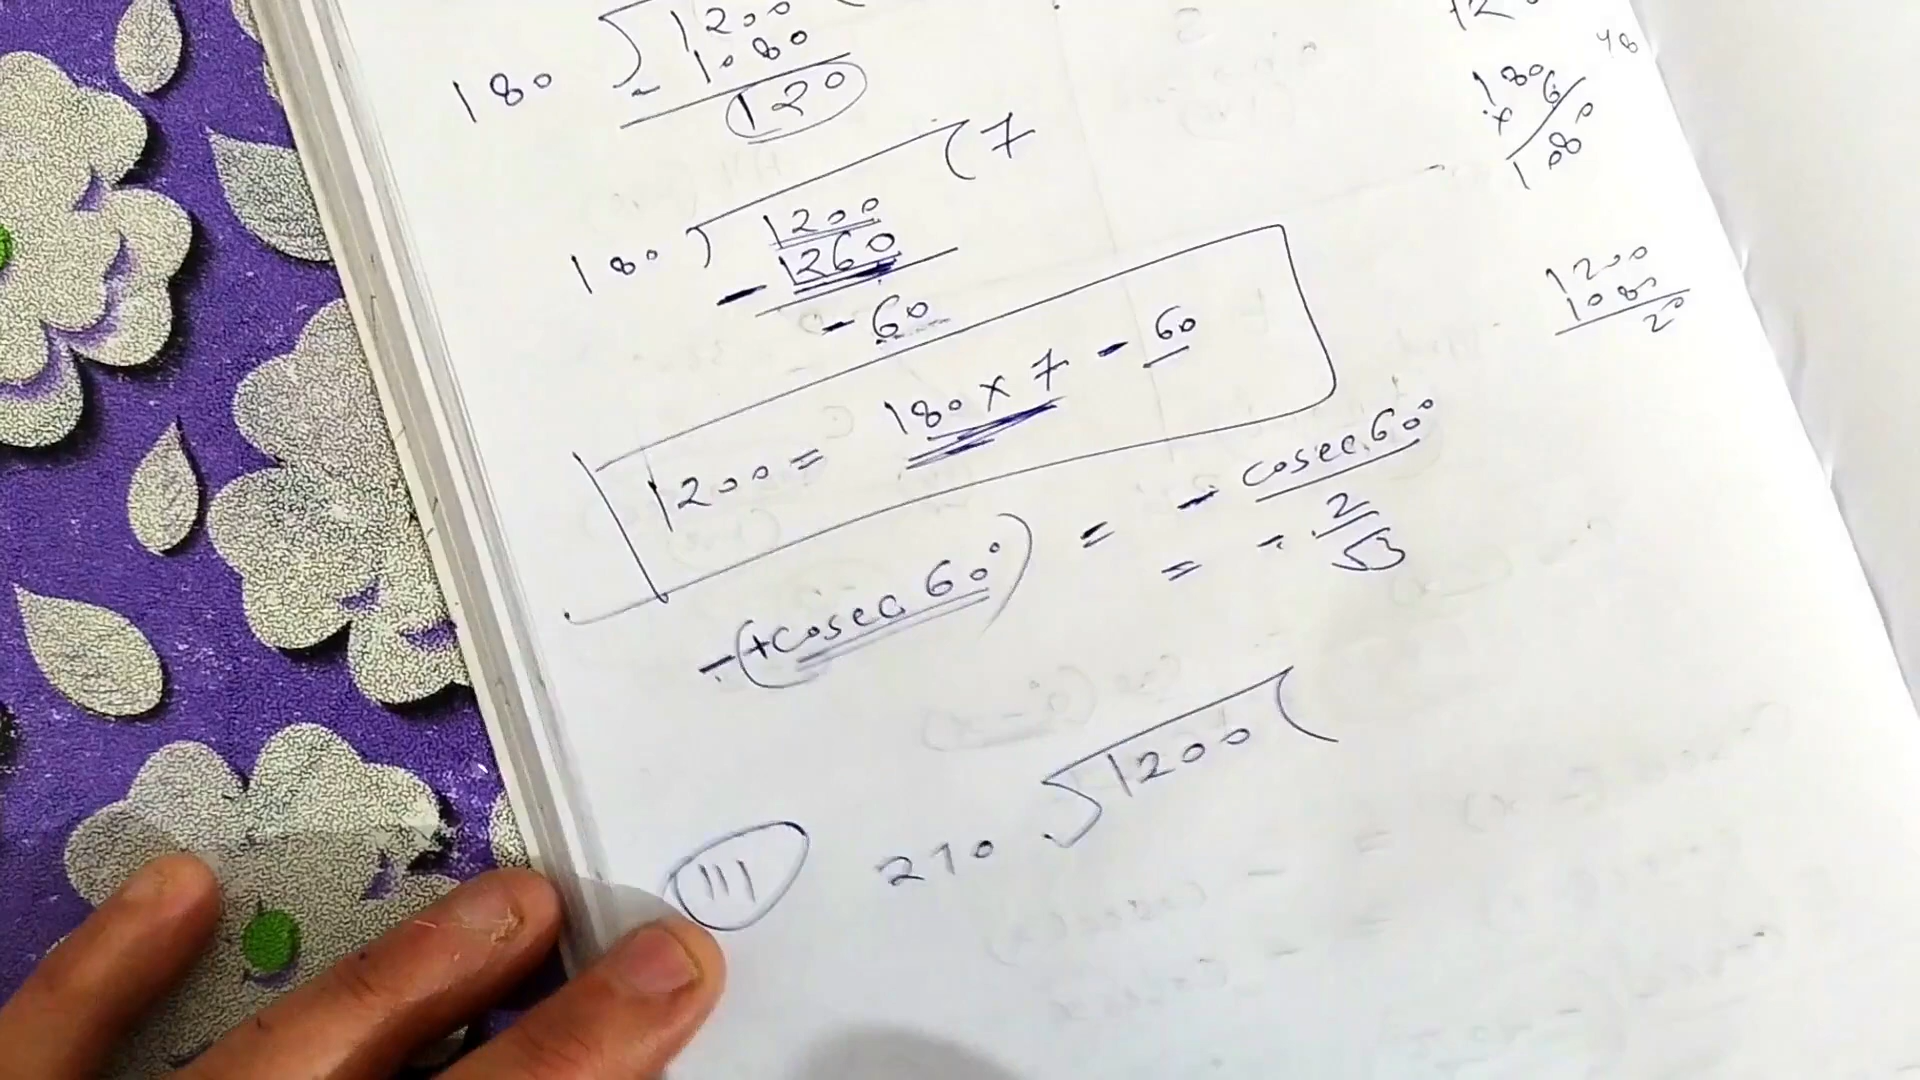 180 ) 1200 (
- 1080
120
180 ) 1200 ( 7
- 1260
- 60
1200 = 180 x 7 - 60
- (+cosec 60°) = - cosec 60°
= - 2/√3
(111) 270 ) 1200 (
48
180
x 6
1080
1200
1080
20